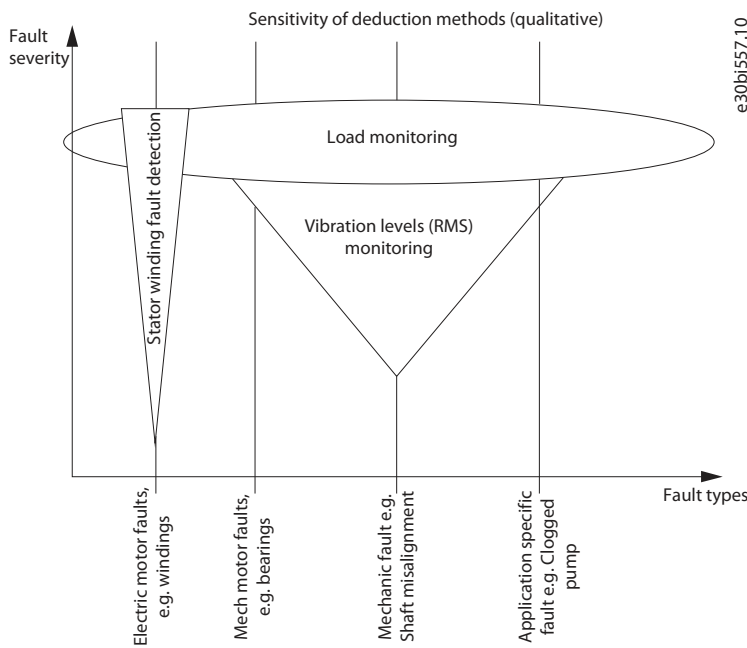 Sensitivity of deduction methods (qualitative)
Fault
severity
e30bi557.10
Load monitoring
Stator winding fault detection
Vibration levels (RMS)
monitoring
Fault types
Electric motor faults,
e.g. windings
Mech motor faults,
e.g. bearings
Mechanic fault e.g.
Shaft misalignment
Application specific
fault e.g. Clogged
pump